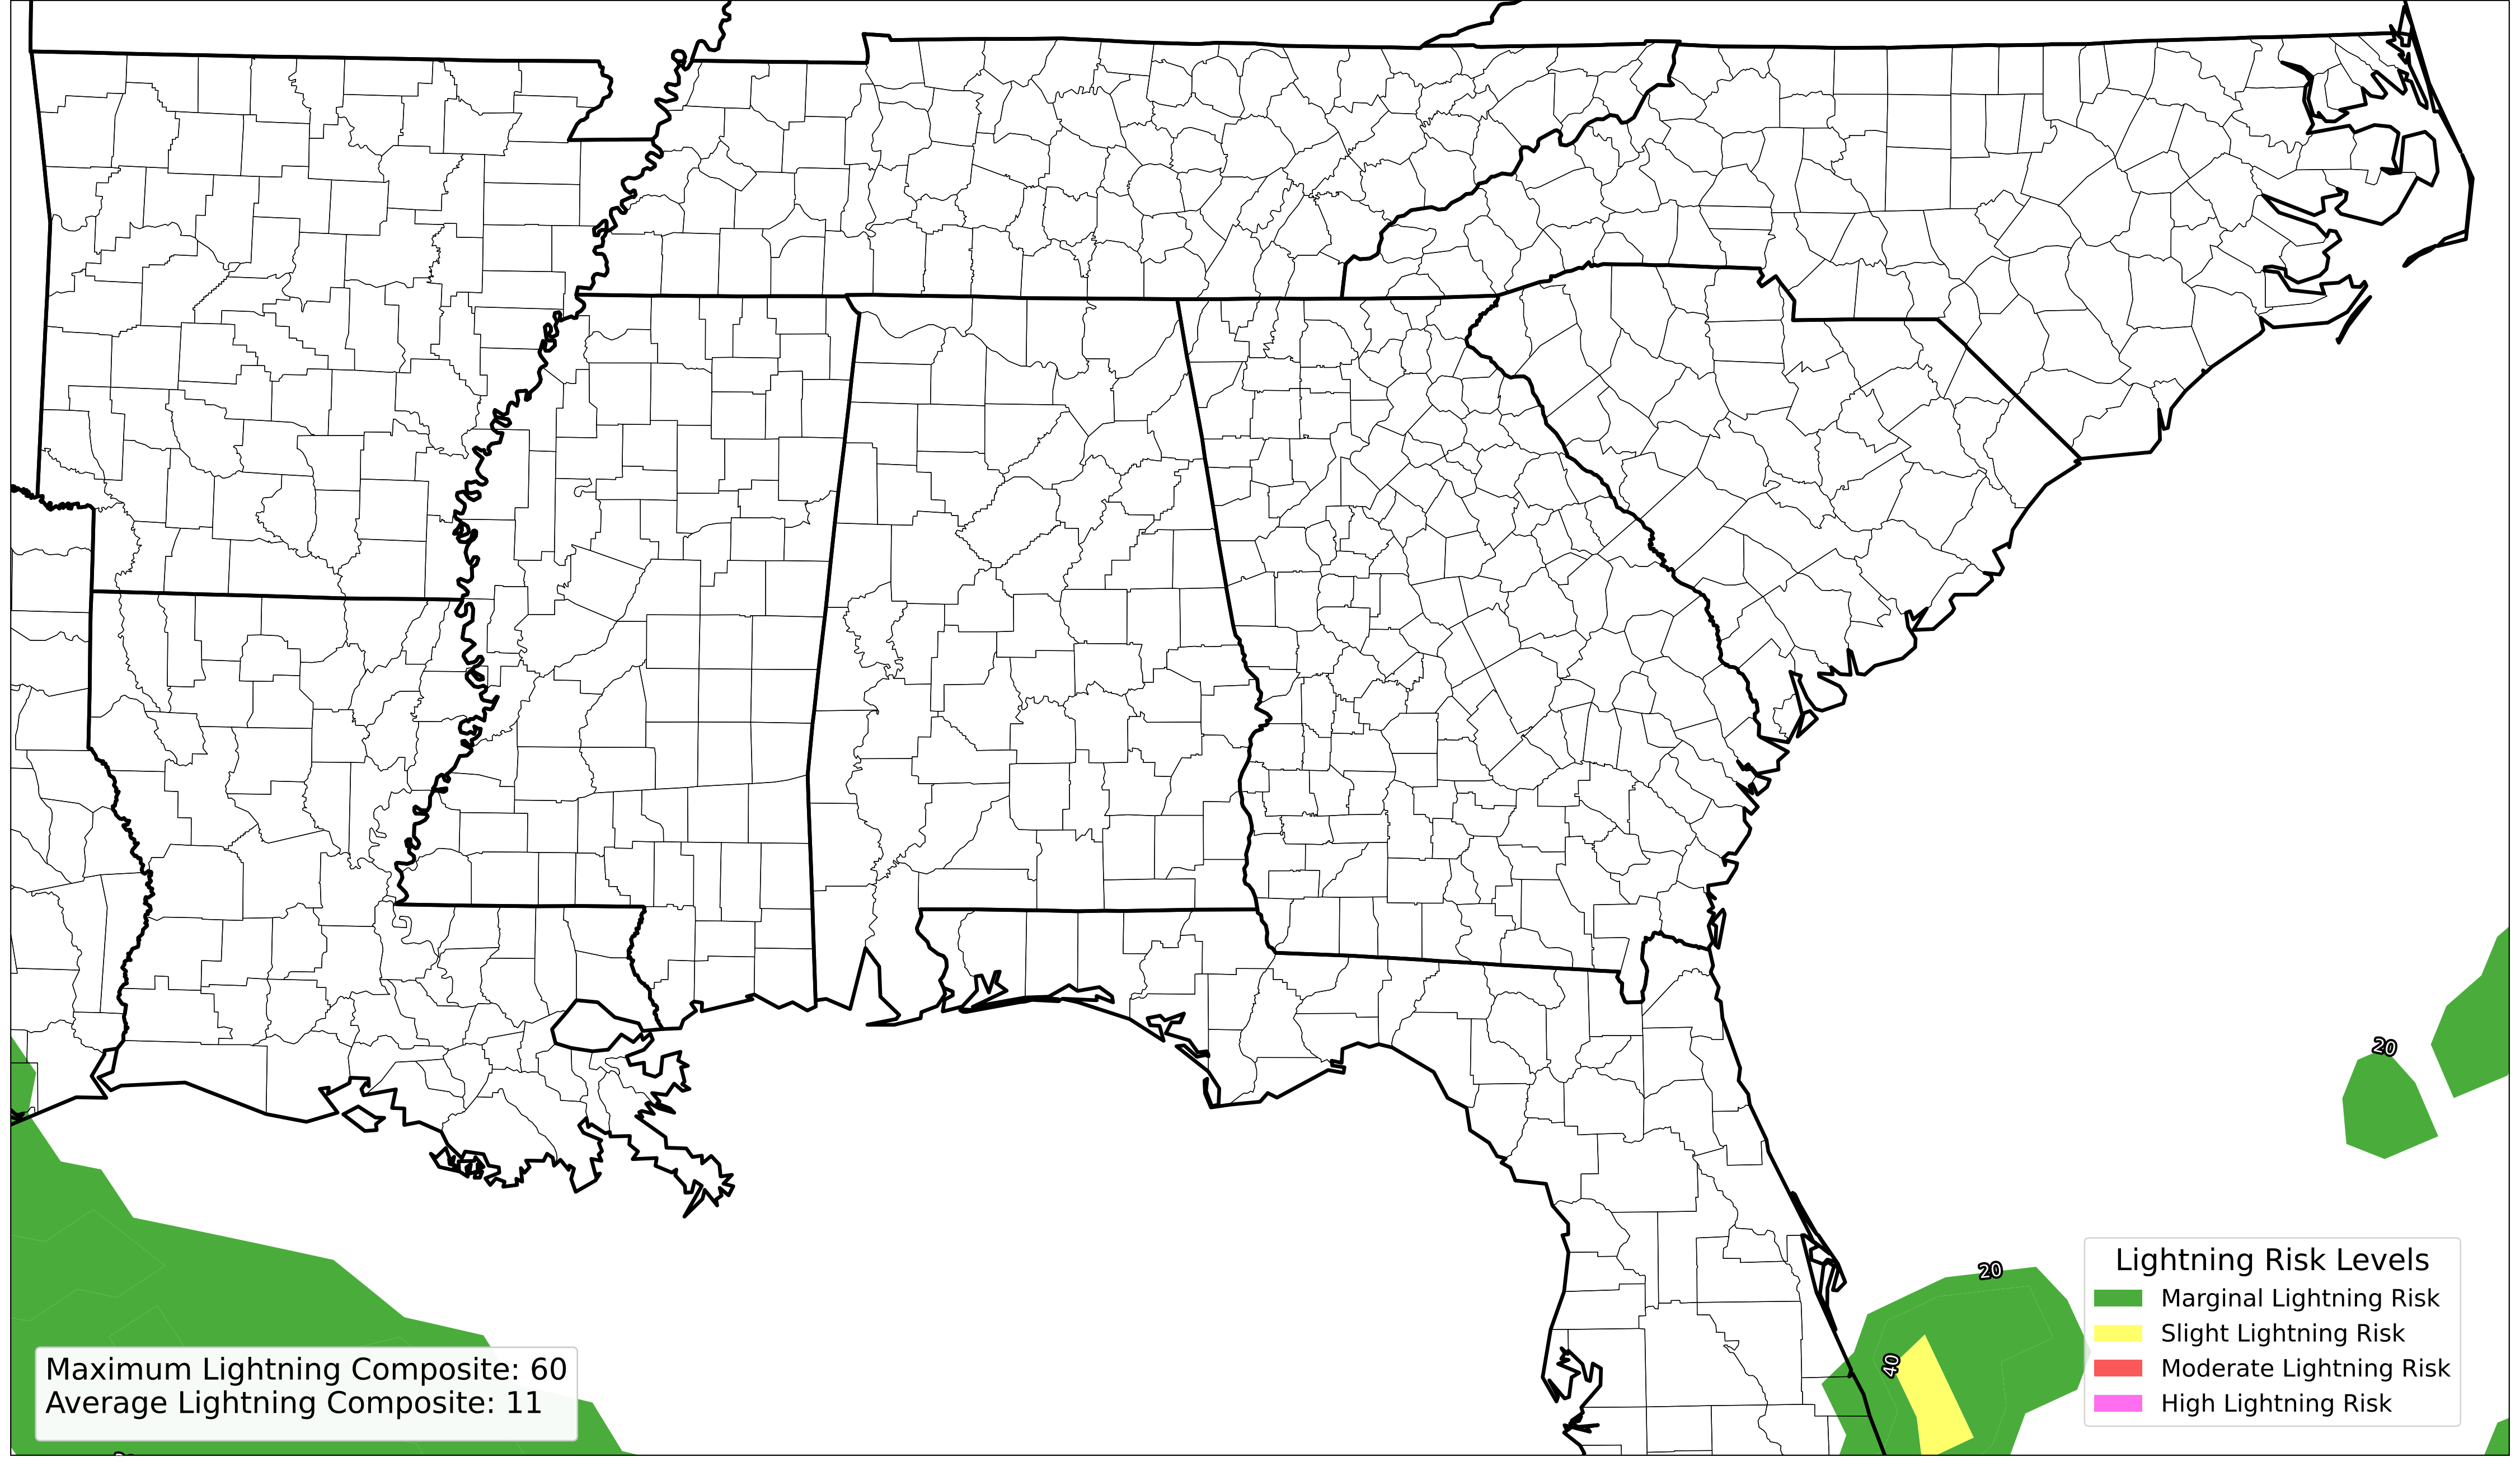 20
20
Lightning Risk Levels
Marginal Lightning Risk
Slight Lightning Risk
Moderate Lightning Risk
High Lightning Risk
40
Maximum Lightning Composite: 60
Average Lightning Composite: 11